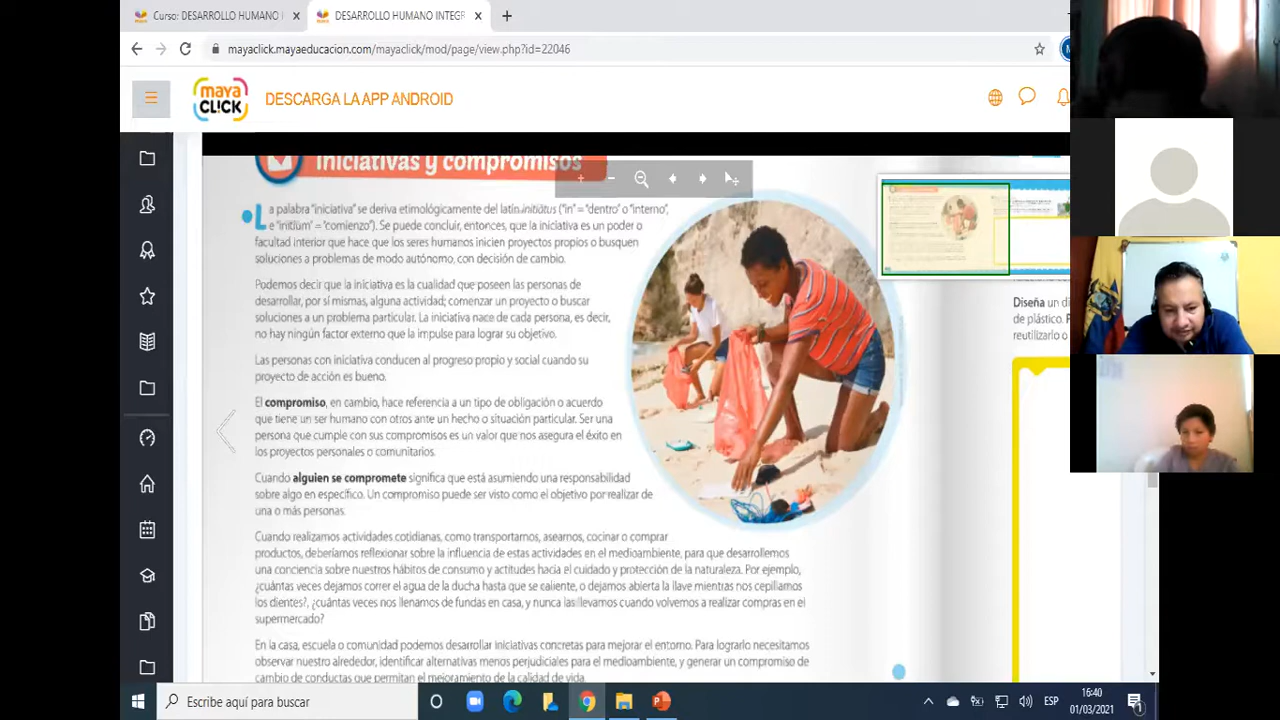 Curso: DESARROLLO HUMANO I
DESARROLLO HUMANO INTEGR
mayaclick.mayaeducacion.com/mayaclick/mod/page/view.php?id=22046
maya
CL!CK
DESCARGA LA APP ANDROID
Iniciativas y compromisos
La palabra "iniciativa" se deriva etimológicamente del latín initiatus ("in" = "dentro" o "interno",
e "initium" = "comienzo"). Se puede concluir, entonces, que la iniciativa es un poder o
facultad interior que hace que los seres humanos inicien proyectos propios o busquen
soluciones a problemas de modo autónomo, con decisión de cambio.
Podemos decir que la iniciativa es la cualidad que poseen las personas de
desarrollar, por sí mismas, alguna actividad; comenzar un proyecto o buscar
soluciones a un problema particular. La iniciativa nace de cada persona, es decir,
no hay ningún factor externo que la impulse para lograr su objetivo.
Las personas con iniciativa conducen al progreso propio y social cuando su
proyecto de acción es bueno.
El compromiso, en cambio, hace referencia a un tipo de obligación o acuerdo
que tiene un ser humano con otros ante un hecho o situación particular. Ser una
persona que cumple con sus compromisos es un valor que nos asegura el éxito en
los proyectos personales o comunitarios.
Cuando alguien se compromete significa que está asumiendo una responsabilidad
sobre algo en específico. Un compromiso puede ser visto como el objetivo por realizar de
una o más personas.
Cuando realizamos actividades cotidianas, como transportarnos, asearnos, cocinar o comprar
productos, deberíamos reflexionar sobre la influencia de estas actividades en el medioambiente, para que desarrollemos
una conciencia sobre nuestros hábitos de consumo y actitudes hacia el cuidado y protección de la naturaleza. Por ejemplo,
¿cuántas veces dejamos correr el agua de la ducha hasta que se caliente, o dejamos abierta la llave mientras nos cepillamos
los dientes?, ¿cuántas veces nos llenamos de fundas en casa, y nunca las llevamos cuando volvemos a realizar compras en el
supermercado?
En la casa, escuela o comunidad podemos desarrollar iniciativas concretas para mejorar el entorno. Para lograrlo necesitamos
observar nuestro alrededor, identificar alternativas menos perjudiciales para el medioambiente, y generar un compromiso de
cambio de conductas que permitan el mejoramiento de la calidad de vida.
Diseña un di
de plástico. P
reutilizarlo o
Escribe aquí para buscar
ESP
16:40
01/03/2021
1